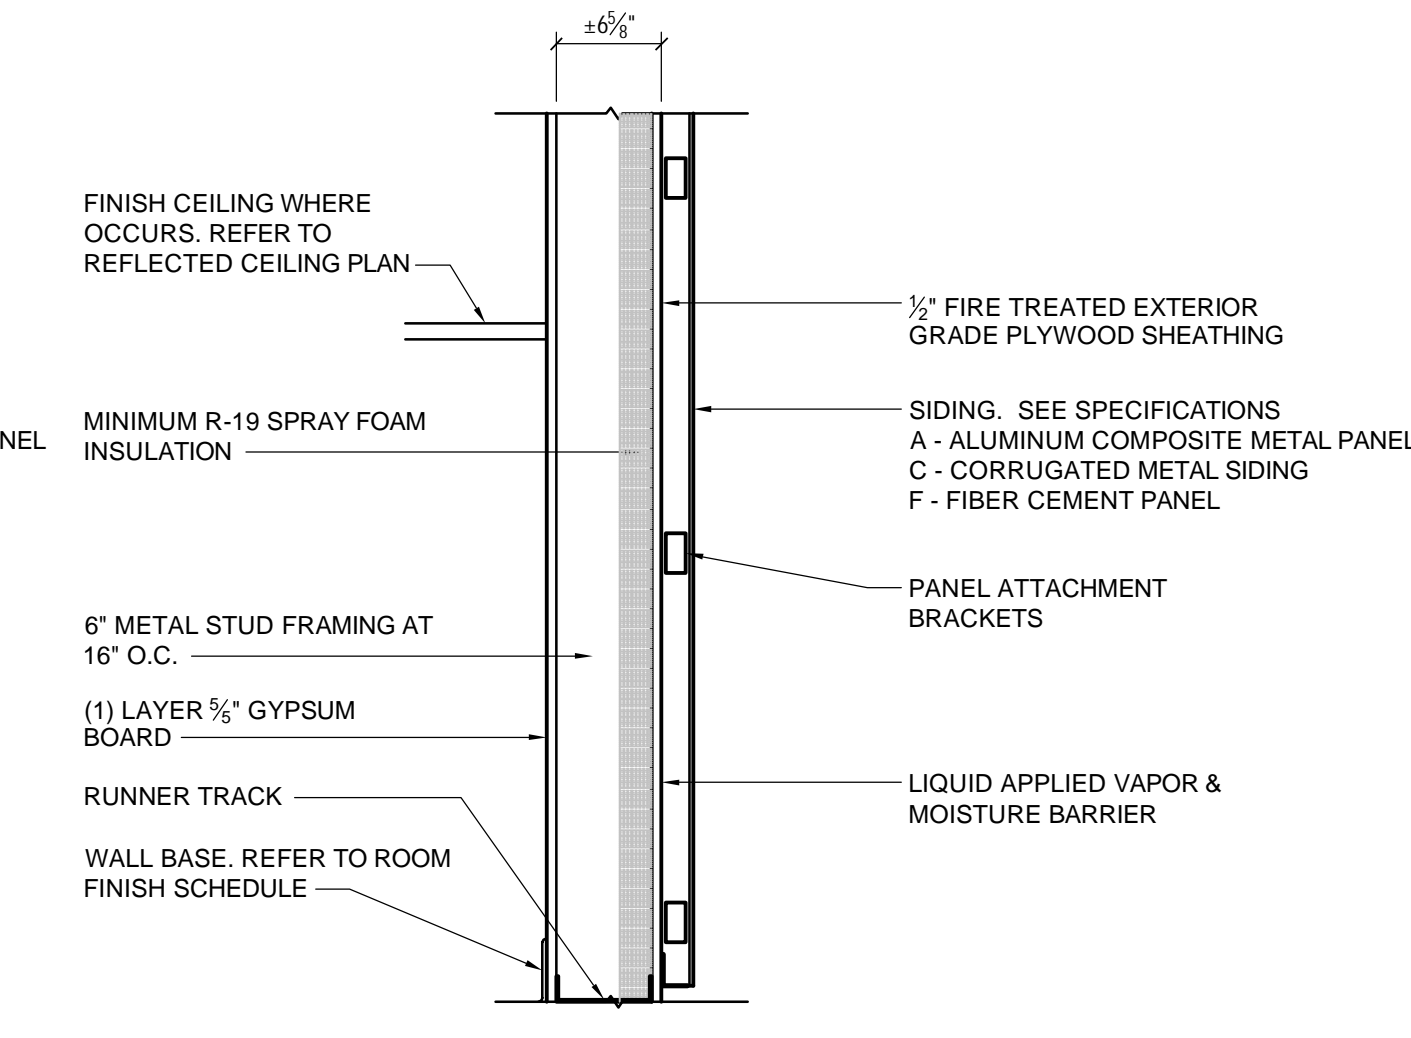 ±6⅝"
FINISH CEILING WHERE
OCCURS. REFER TO
REFLECTED CEILING PLAN
NEL
MINIMUM R-19 SPRAY FOAM
INSULATION
6" METAL STUD FRAMING AT
16" O.C.
(1) LAYER 5⁄5" GYPSUM
BOARD
RUNNER TRACK
WALL BASE. REFER TO ROOM
FINISH SCHEDULE
½" FIRE TREATED EXTERIOR
GRADE PLYWOOD SHEATHING
SIDING. SEE SPECIFICATIONS
A - ALUMINUM COMPOSITE METAL PANEL
C - CORRUGATED METAL SIDING
F - FIBER CEMENT PANEL
PANEL ATTACHMENT
BRACKETS
LIQUID APPLIED VAPOR &
MOISTURE BARRIER